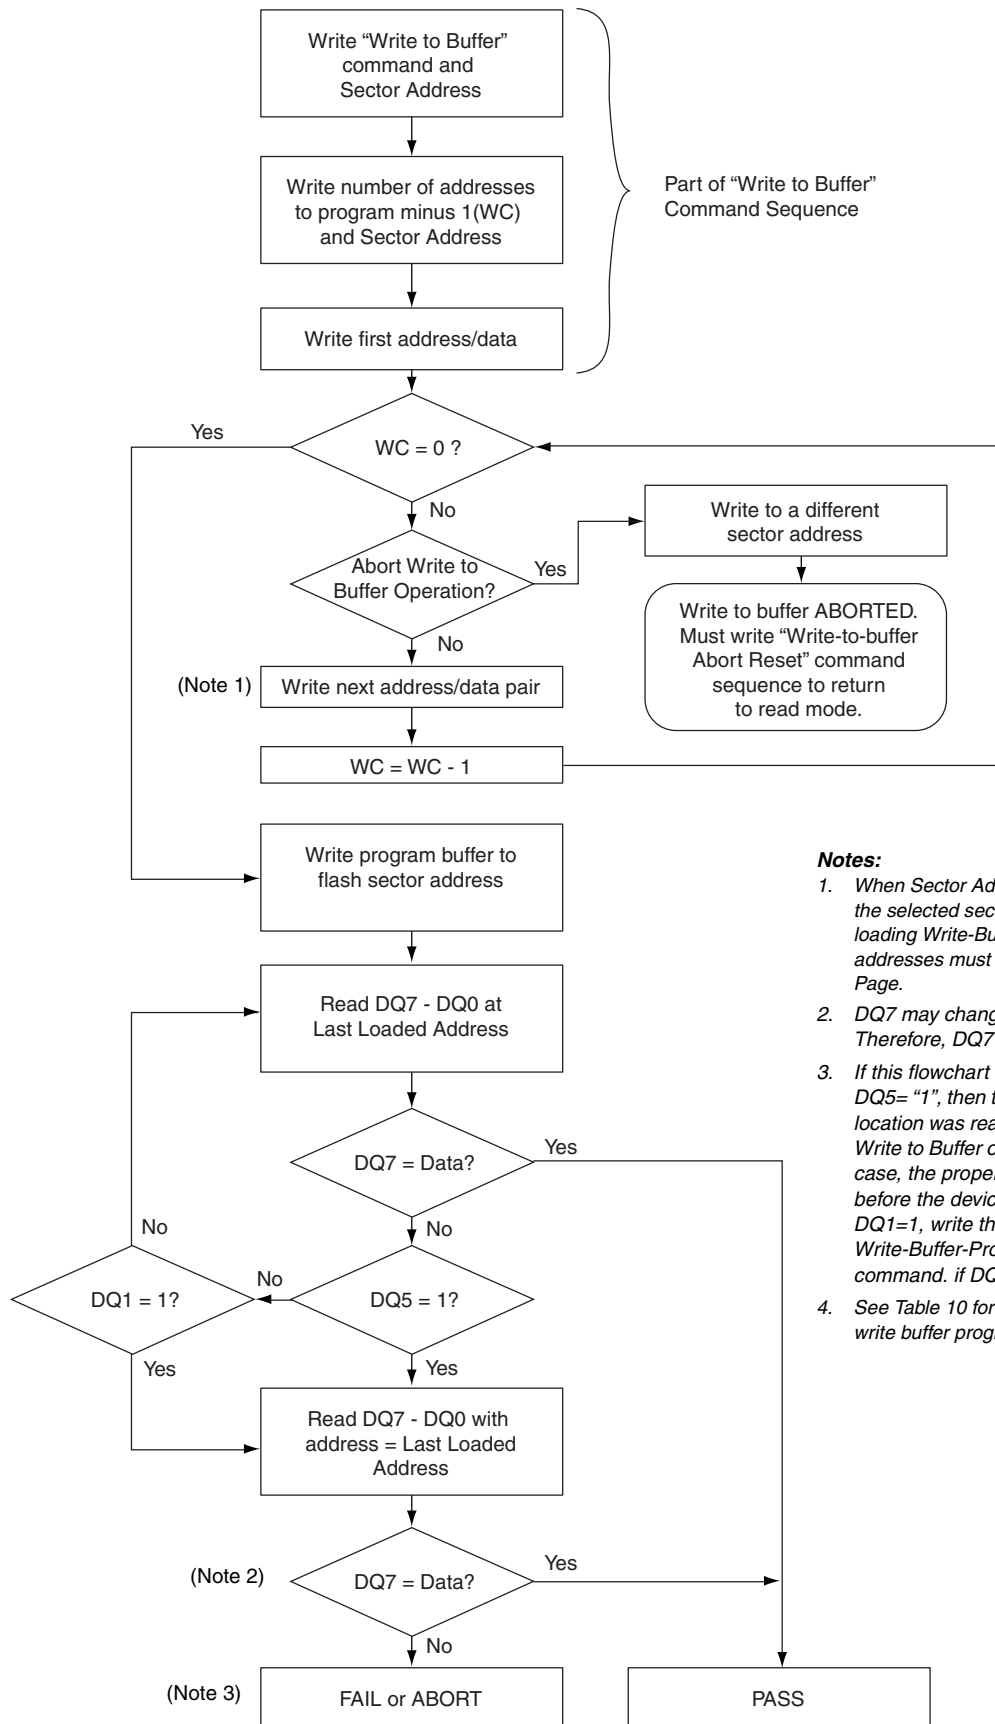 Write “Write to Buffer”
command and
Sector Address
Write number of addresses
to program minus 1(WC)
and Sector Address
Part of “Write to Buffer”
Command Sequence
Write first address/data
Yes
WC = 0 ?
No
Write to a different
sector address
Abort Write to
Buffer Operation?
Yes
Write to buffer ABORTED.
Must write “Write-to-buffer
Abort Reset” command
sequence to return
to read mode.
No
(Note 1)
Write next address/data pair
WC = WC - 1
Write program buffer to
flash sector address
Notes:
1. When Sector Ad
the selected sec
loading Write-Bu
addresses must
Page.
2. DQ7 may chang
Therefore, DQ7
3. If this flowchart
DQ5= “1”, then t
location was rea
Write to Buffer o
case, the prope
before the devic
DQ1=1, write th
Write-Buffer-Pro
command. if DQ
4. See Table 10 for
write buffer prog
Read DQ7 - DQ0 at
Last Loaded Address
DQ7 = Data?
Yes
No
No
DQ1 = 1?
No
DQ5 = 1?
Yes
Yes
Read DQ7 - DQ0 with
address = Last Loaded
Address
(Note 2)
DQ7 = Data?
Yes
No
(Note 3)
FAIL or ABORT
PASS